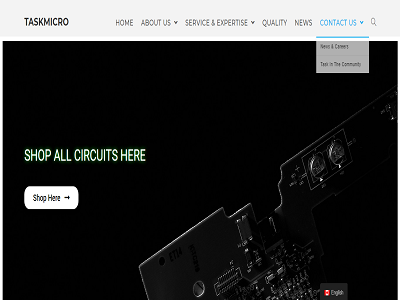 TASKMICRO
HOME ABOUT US SERVICE & EXPERTISE QUALITY NEWS CONTACT US
News & Careers
Task In The Community
SHOP ALL CIRCUITS HERE
Shop Here →
English